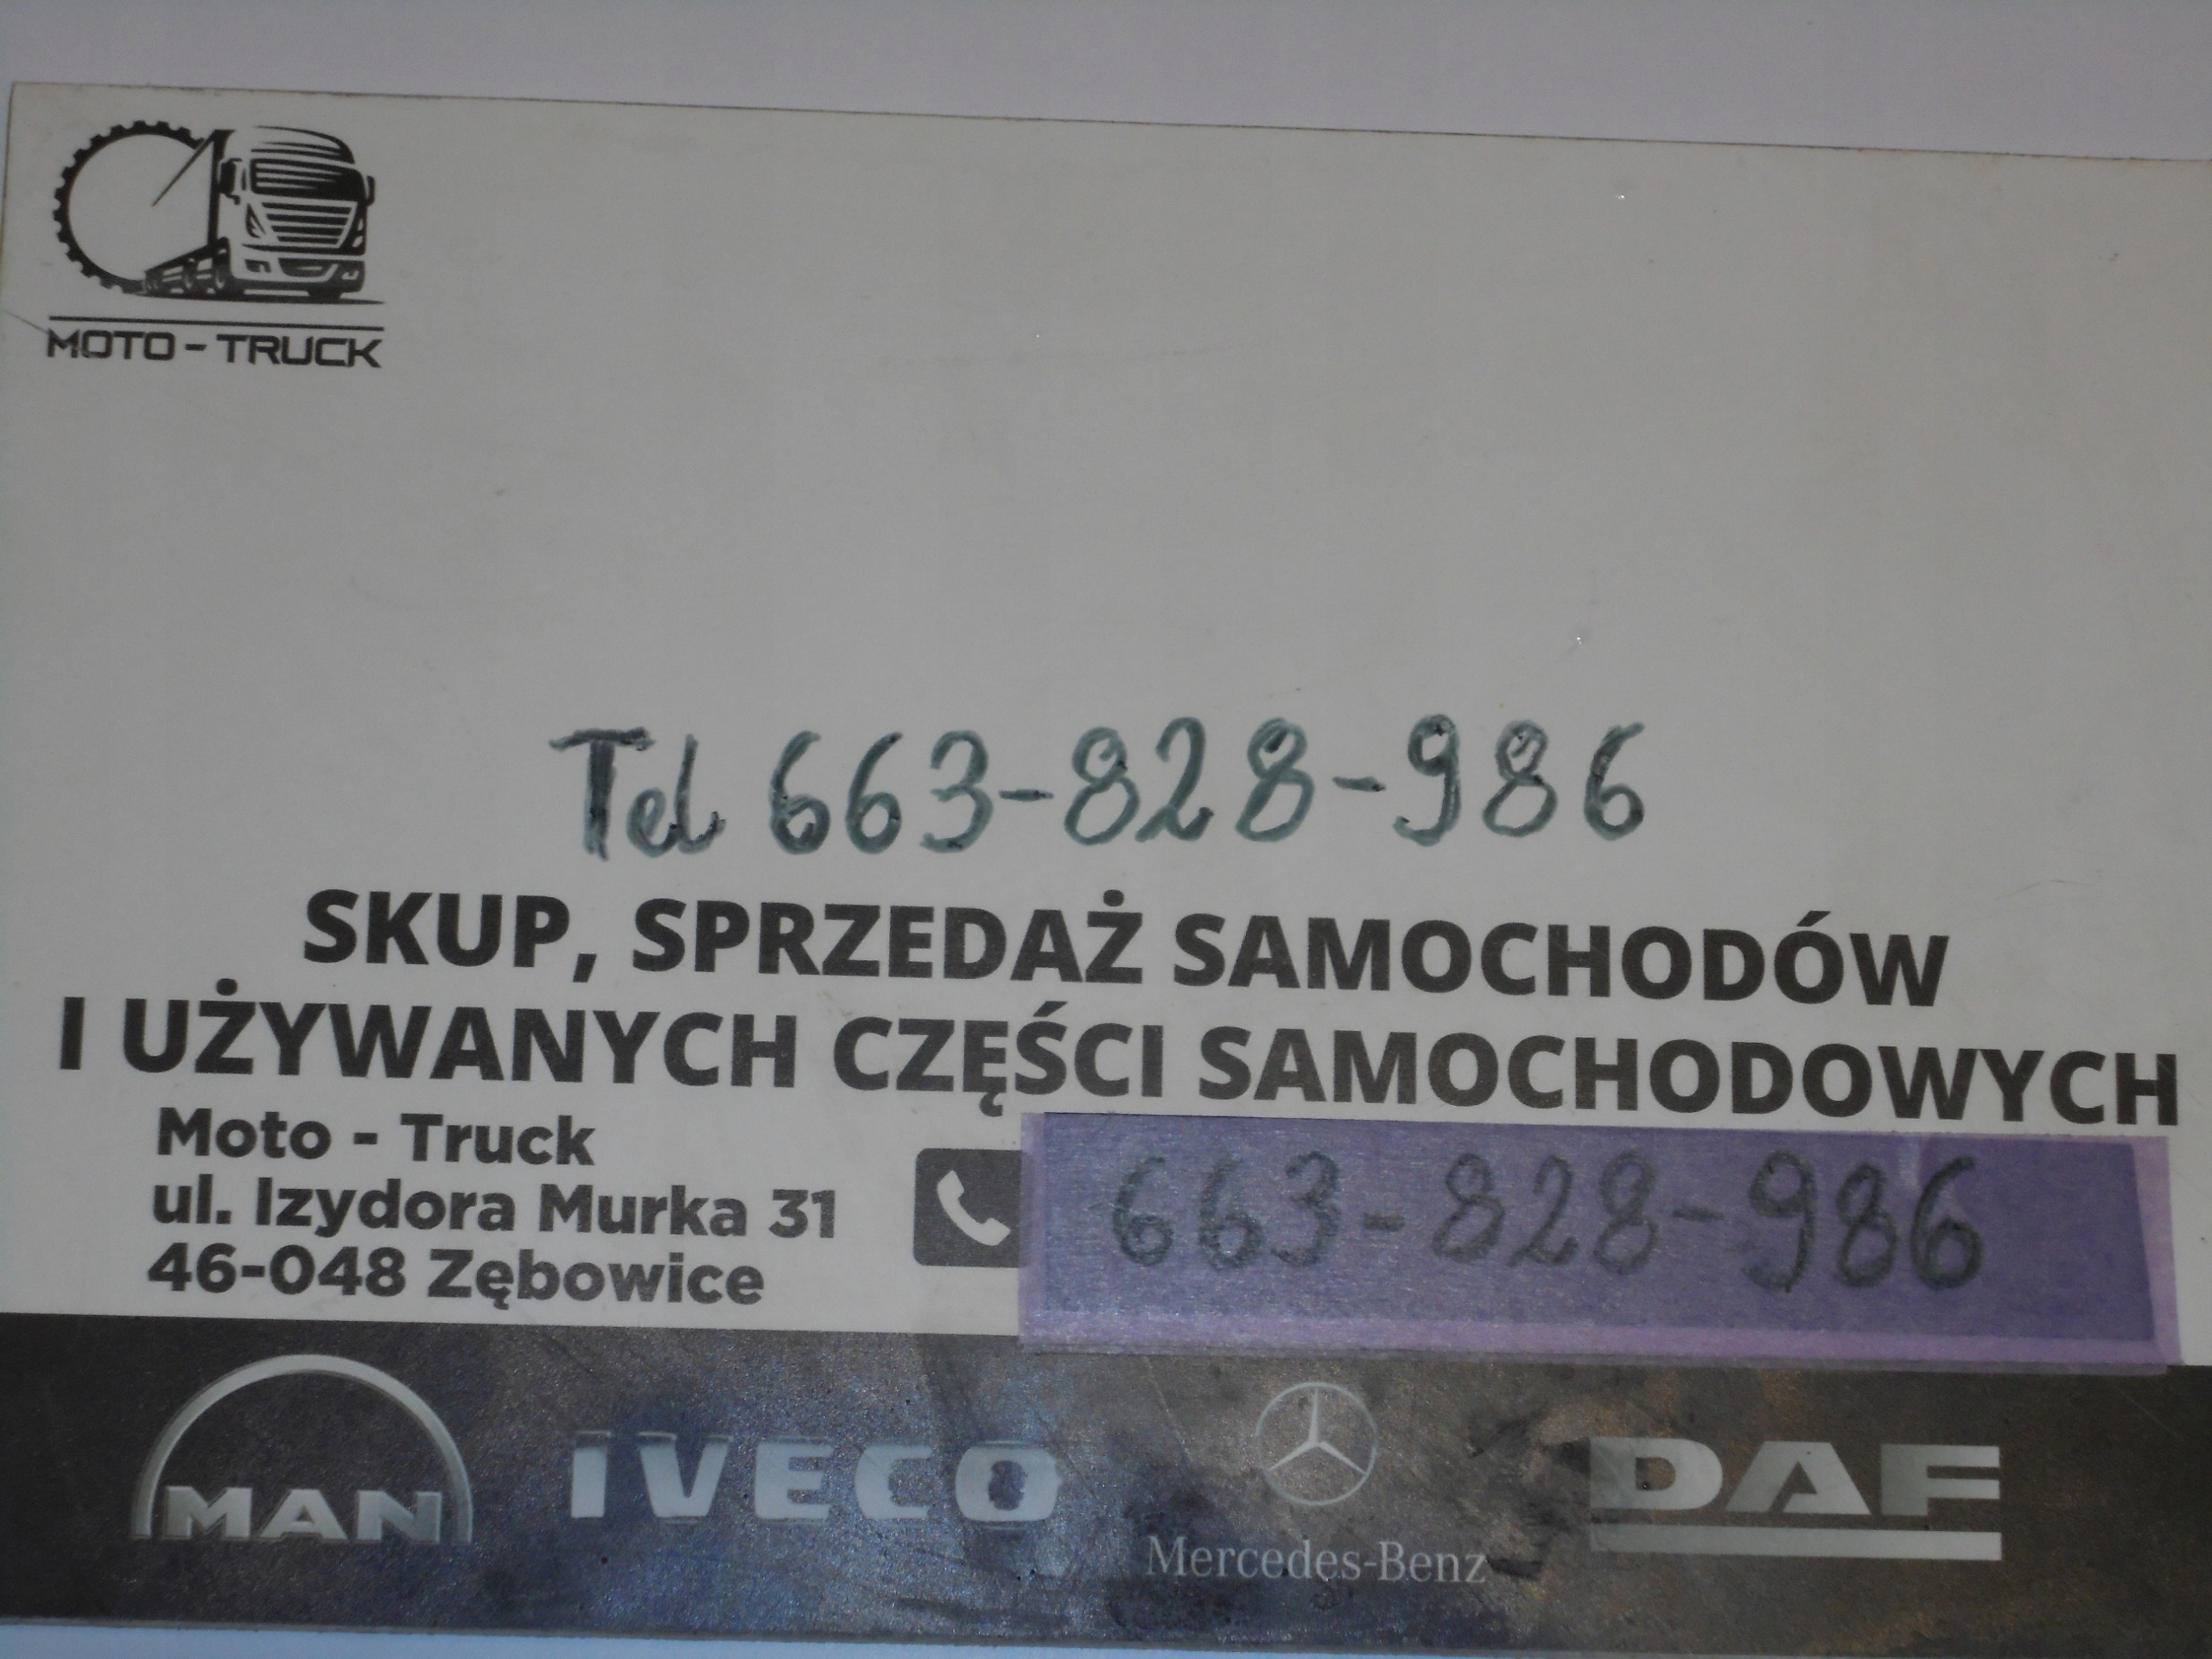 MOTO - TRUCK
Tel 663-828-986
SKUP, SPRZEDAŻ SAMOCHODÓW
I UŻYWANYCH CZĘŚCI SAMOCHODOWYCH
Moto - Truck
ul. Izydora Murka 31
46-048 Zębowice
663-828-986
MAN
IVECO
Mercedes-Benz
DAF